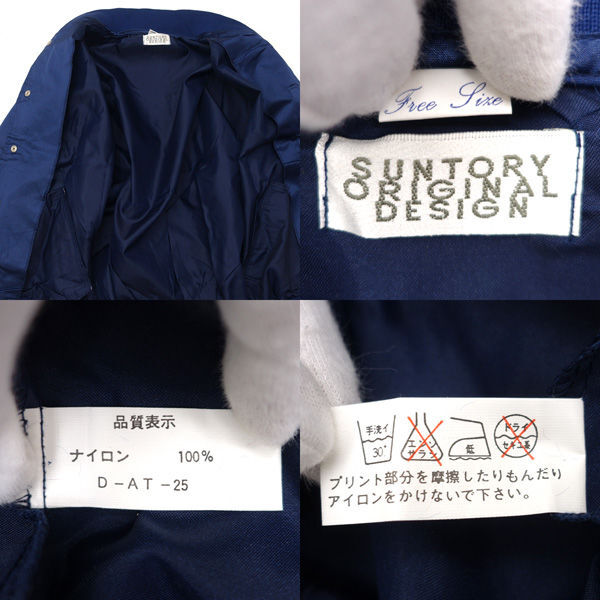 Free Size
SUNTORY
ORIGINAL
DESIGN
品質表示
ナイロン 100%
D-AT-25
手洗イ
30°
エンソ
サラシ
低
ドライ
セキユ系
プリント部分を摩擦したりもんだり
アイロンをかけないで下さい。